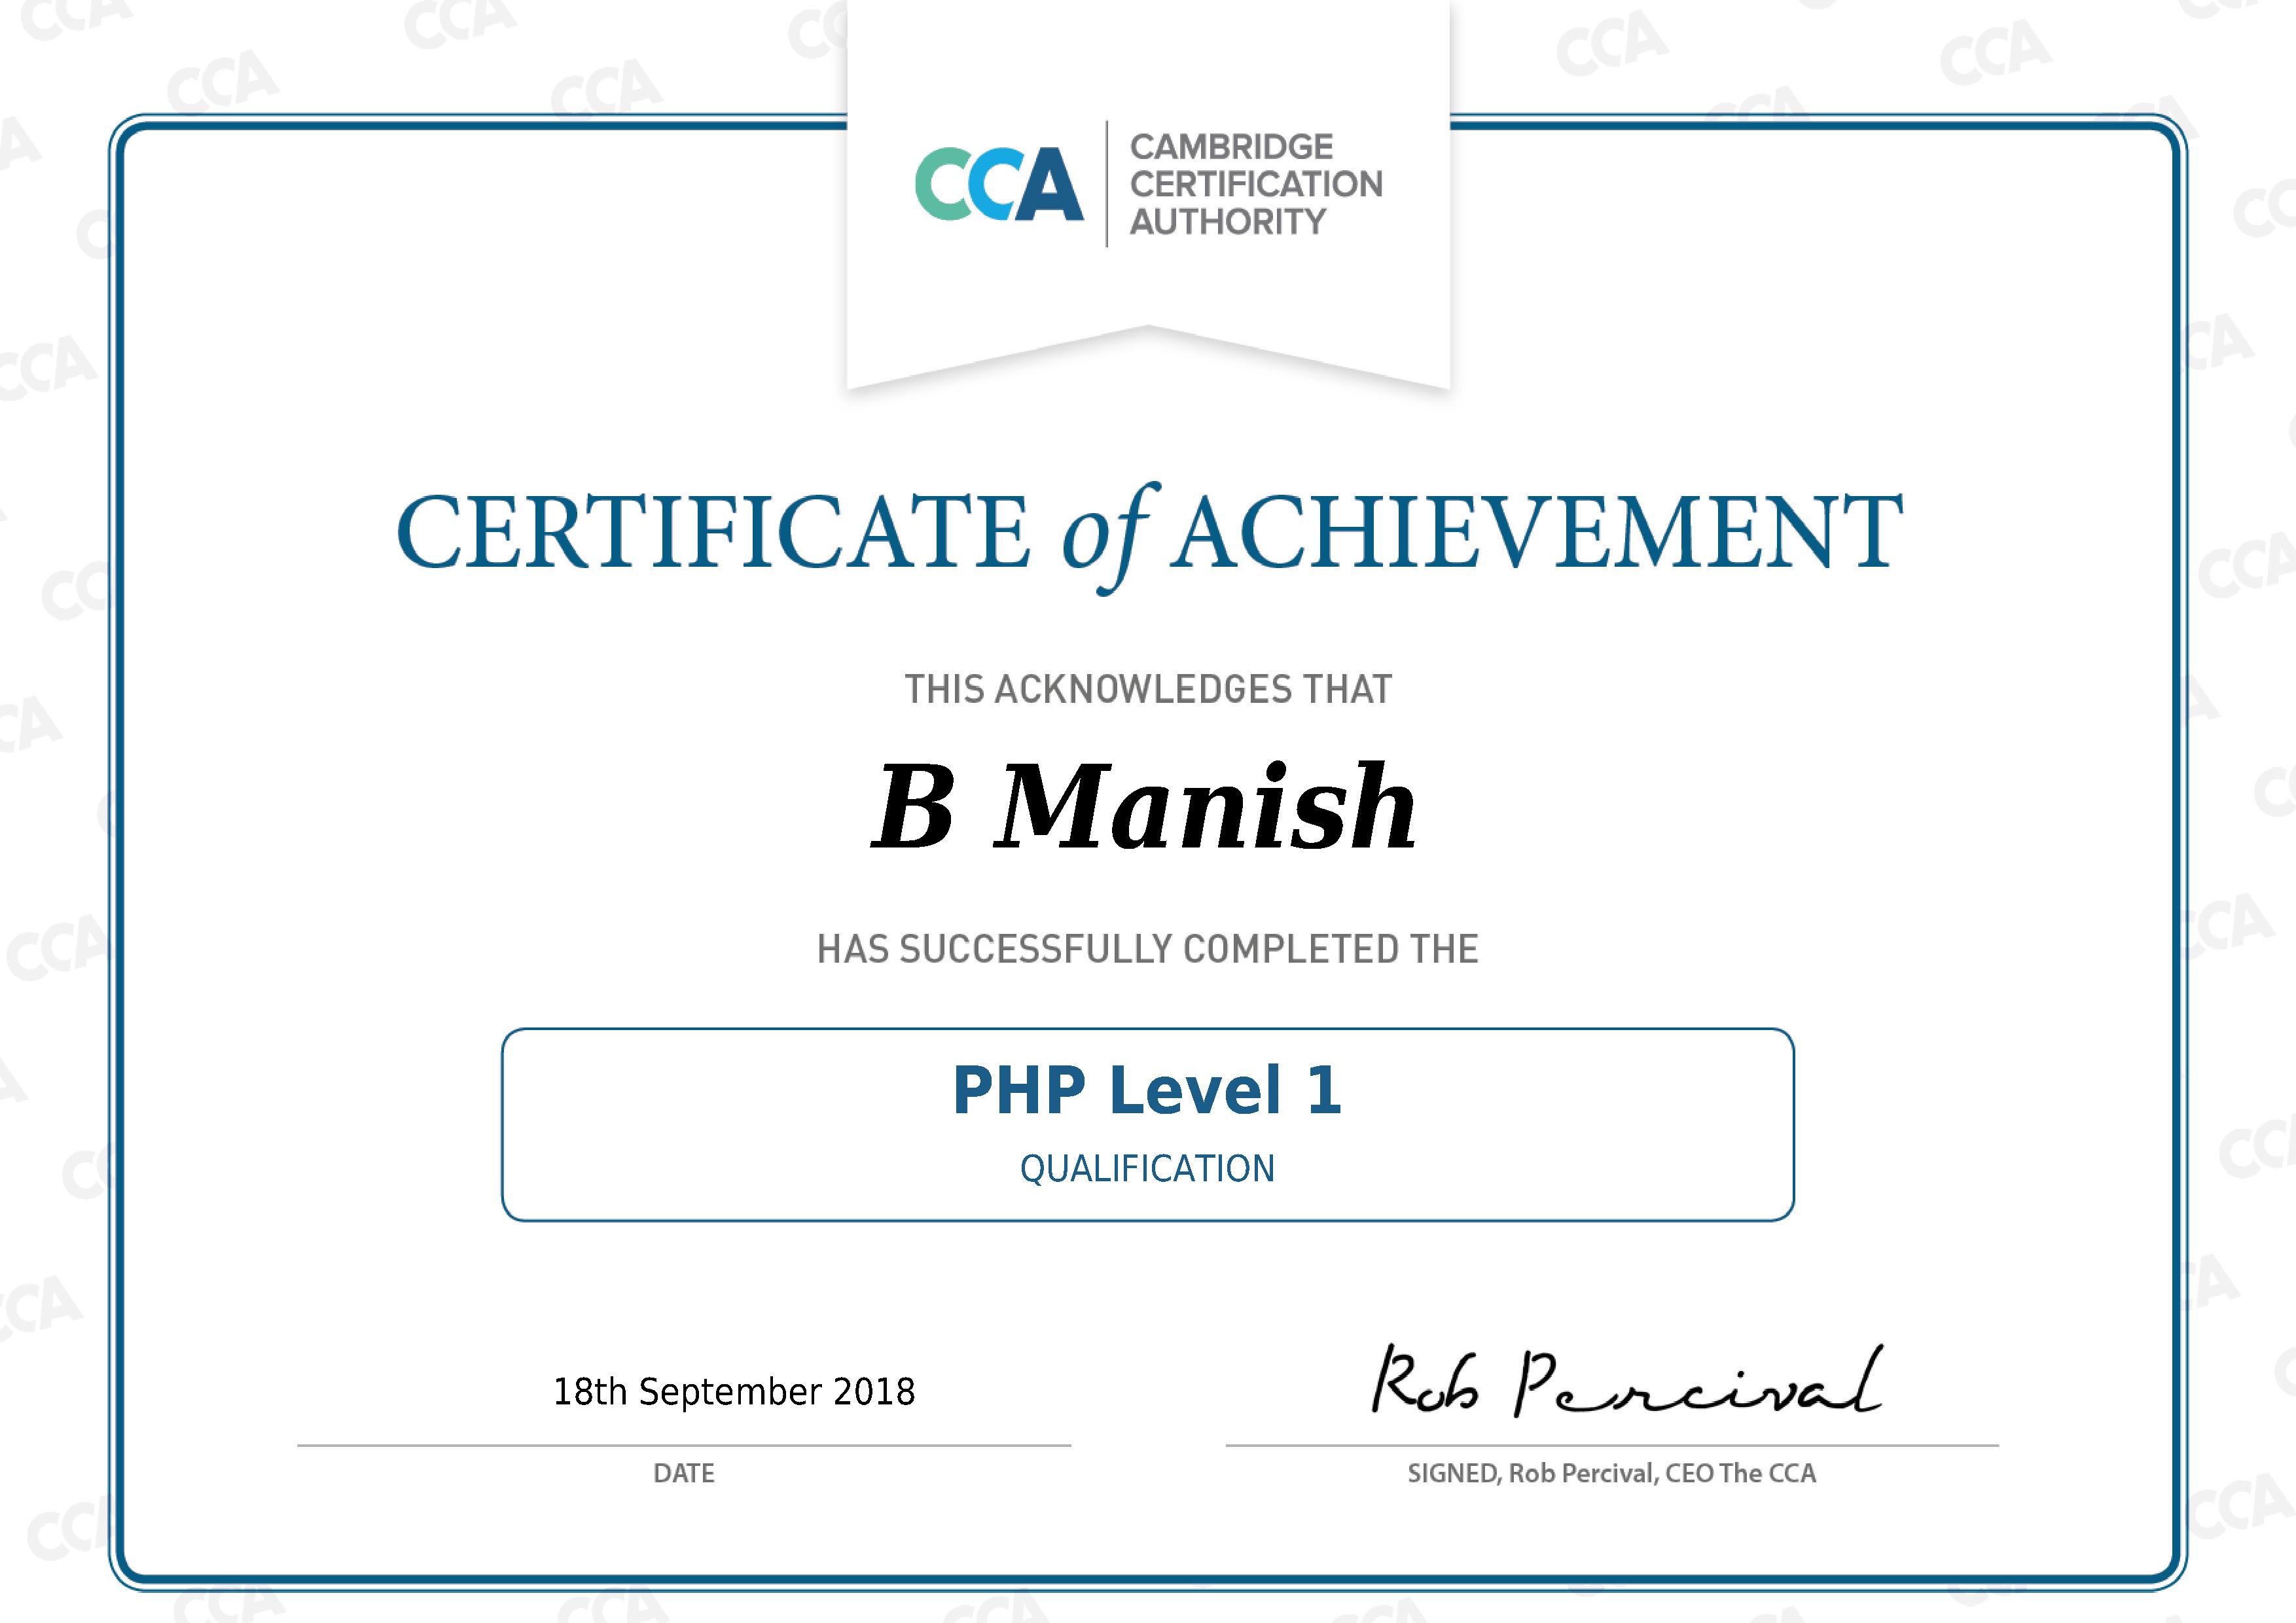 CCA
CAMBRIDGE
CERTIFICATION
AUTHORITY
CERTIFICATE of ACHIEVEMENT
THIS ACKNOWLEDGES THAT
B Manish
HAS SUCCESSFULLY COMPLETED THE
PHP Level 1
QUALIFICATION
18th September 2018
Rob Percival
DATE
SIGNED, Rob Percival, CEO The CCA